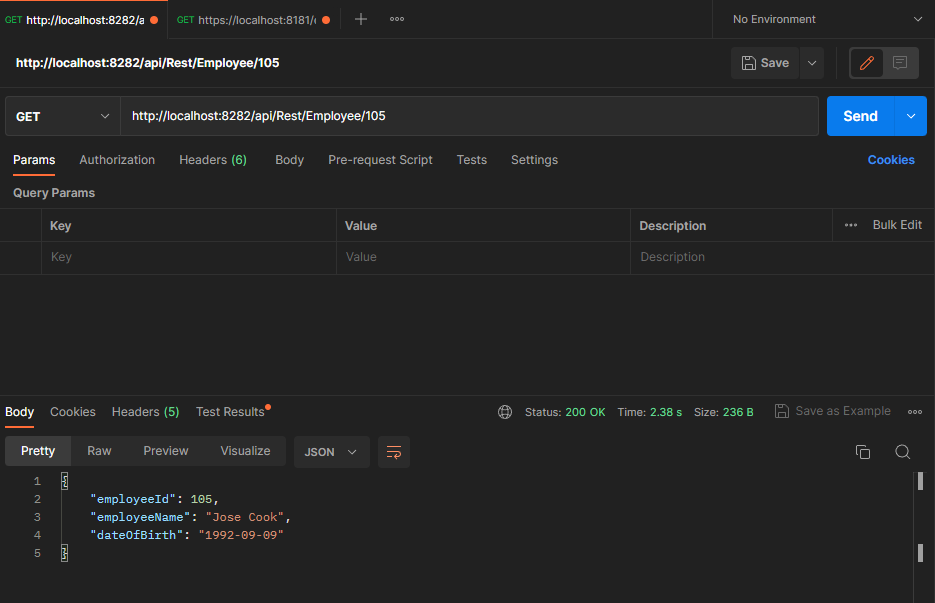 GET http://localhost:8282/a GET https://localhost:8181/ No Environment
http://localhost:8282/api/Rest/Employee/105 Save
GET http://localhost:8282/api/Rest/Employee/105 Send
Params Authorization Headers (6) Body Pre-request Script Tests Settings Cookies
Query Params
Key Value Description Bulk Edit
Key Value Description
Body Cookies Headers (5) Test Results Status: 200 OK Time: 2.38 s Size: 236 B Save as Example
Pretty Raw Preview Visualize JSON
1 {
2 "employeeId": 105,
3 "employeeName": "Jose Cook",
4 "dateOfBirth": "1992-09-09"
5 }